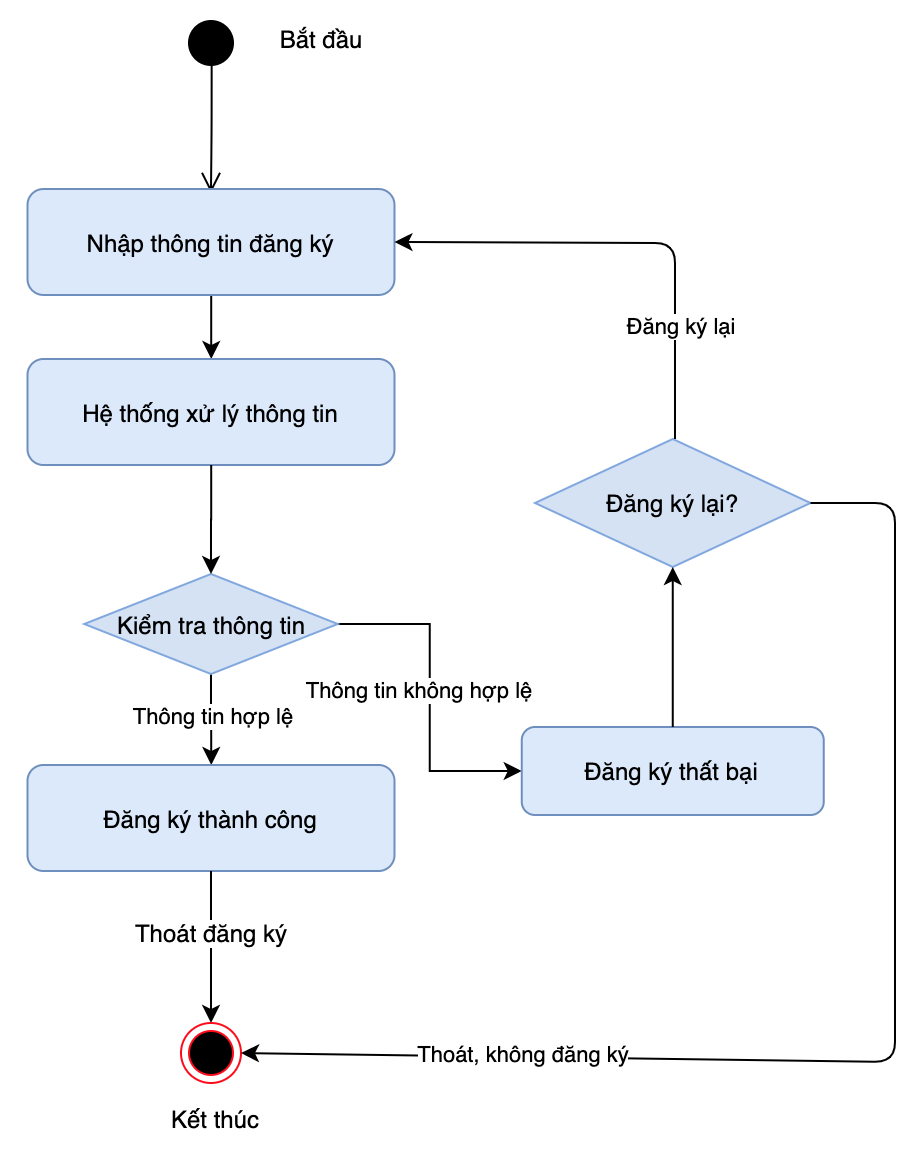 Bắt đầu
Nhập thông tin đăng ký
Đăng ký lại
Hệ thống xử lý thông tin
Đăng ký lại?
Kiểm tra thông tin
Thông tin không hợp lệ
Thông tin hợp lệ
Đăng ký thất bại
Đăng ký thành công
Thoát đăng ký
Thoát, không đăng ký
Kết thúc